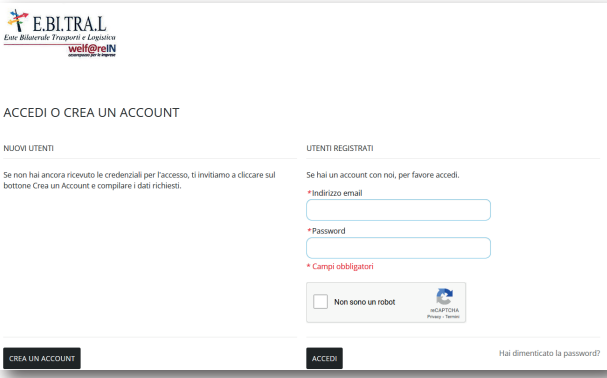 E.BI.TRA.L
Ente Bilaterale Trasporti e Logistica
welf@reIN
ACCEDI O CREA UN ACCOUNT
NUOVI UTENTI
Se non hai ancora ricevuto le credenziali per l'accesso, ti invitiamo a cliccare sul
bottone Crea un Account e compilare i dati richiesti.
CREA UN ACCOUNT
UTENTI REGISTRATI
Se hai un account con noi, per favore accedi.
*Indirizzo email
*Password
* Campi obbligatori
Non sono un robot
reCAPTCHA
Privacy - Termini
ACCEDI
Hai dimenticato la password?